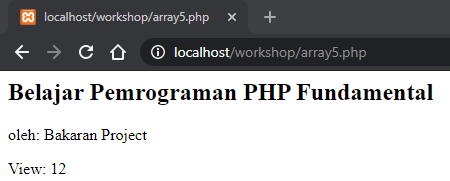 localhost/workshop/array5.php
localhost/workshop/array5.php
Belajar Pemrograman PHP Fundamental
oleh: Bakaran Project
View: 12